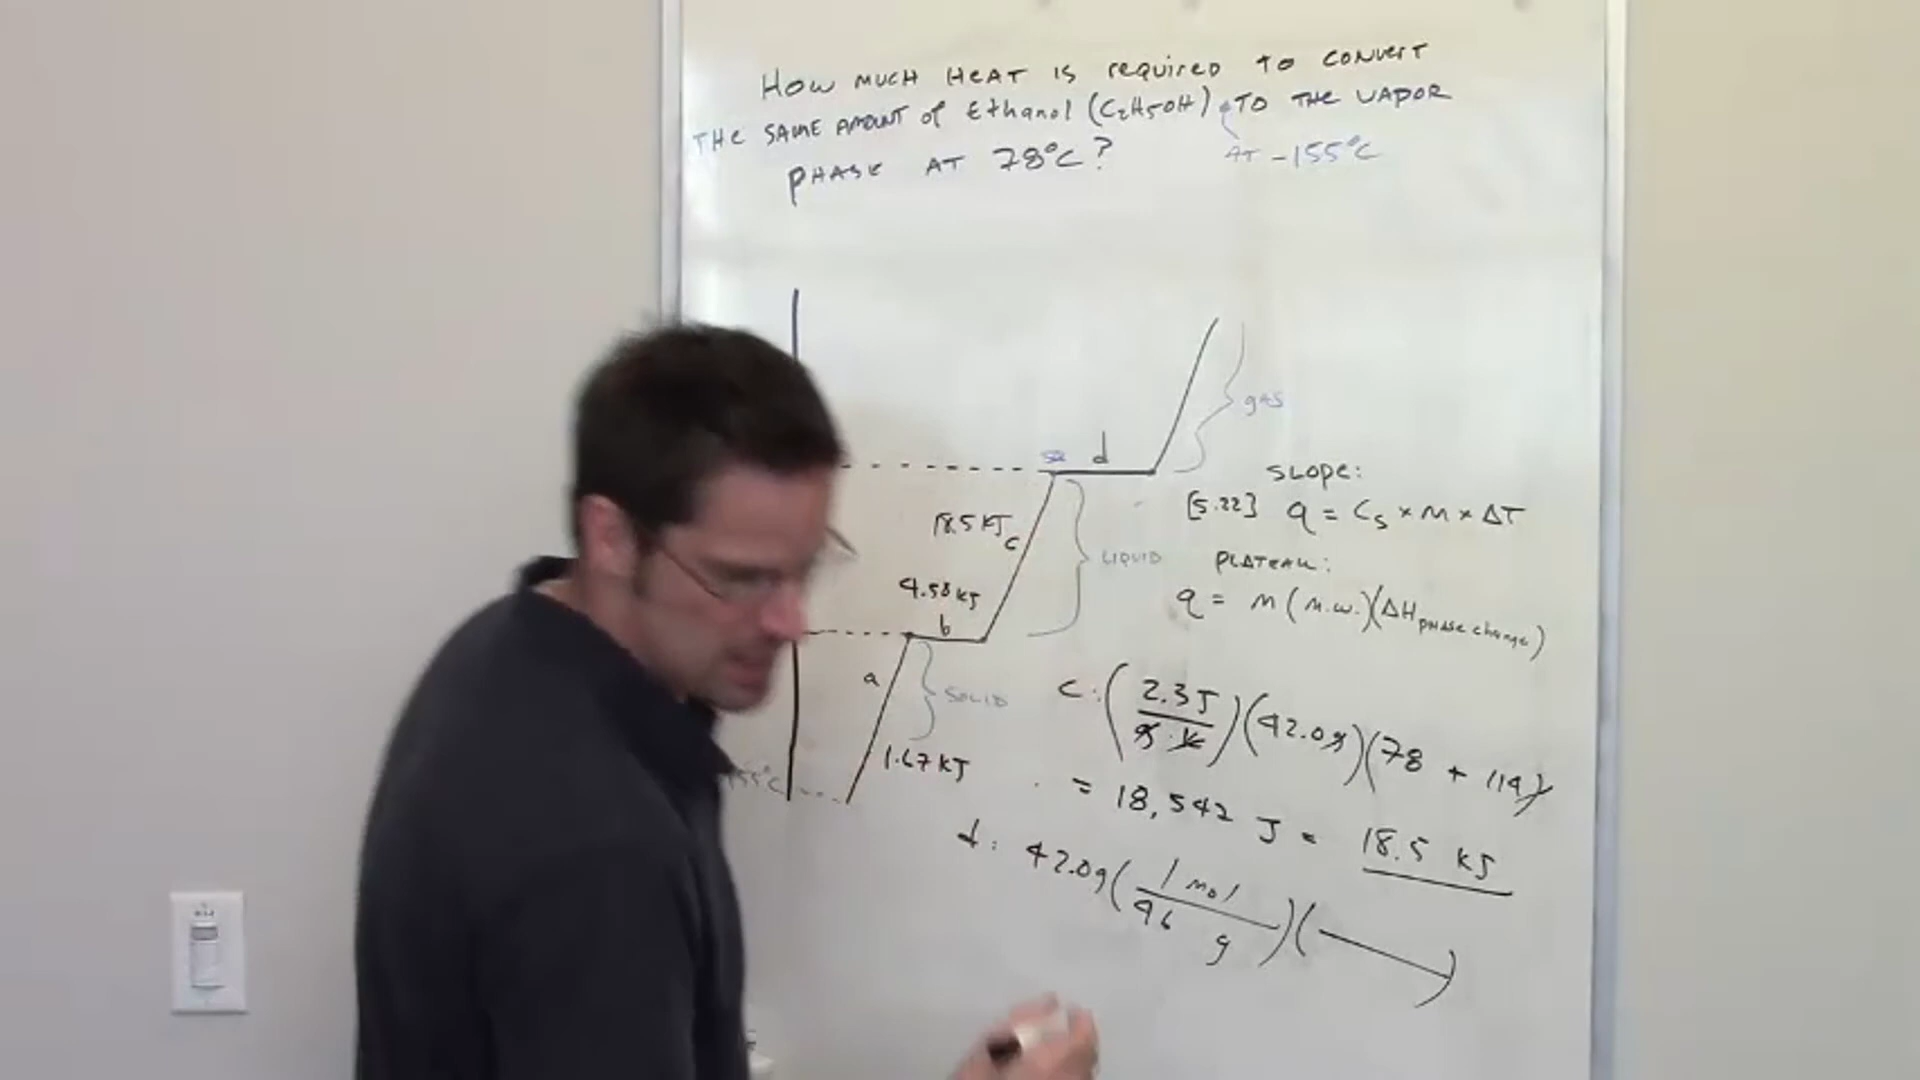 How much Heat is required to convert
THe same amount of Ethanol (C2H5OH) to the vapor
phase at 78°C?
AT -155°C
gas
d
Slope:
[5.22] q = Cs × m × ΔT
18.5 kJ
c
Liquid
Plateau:
4.58 kJ
q = m (m.w.)(ΔH phase change)
b
a
Solid
c: (2.3 J / g·k)(42.0g)(78 + 114)
1.67 kJ
55°C
= 18,542 J = 18.5 kJ
d: 42.0g (1 mol / 46 g)( )